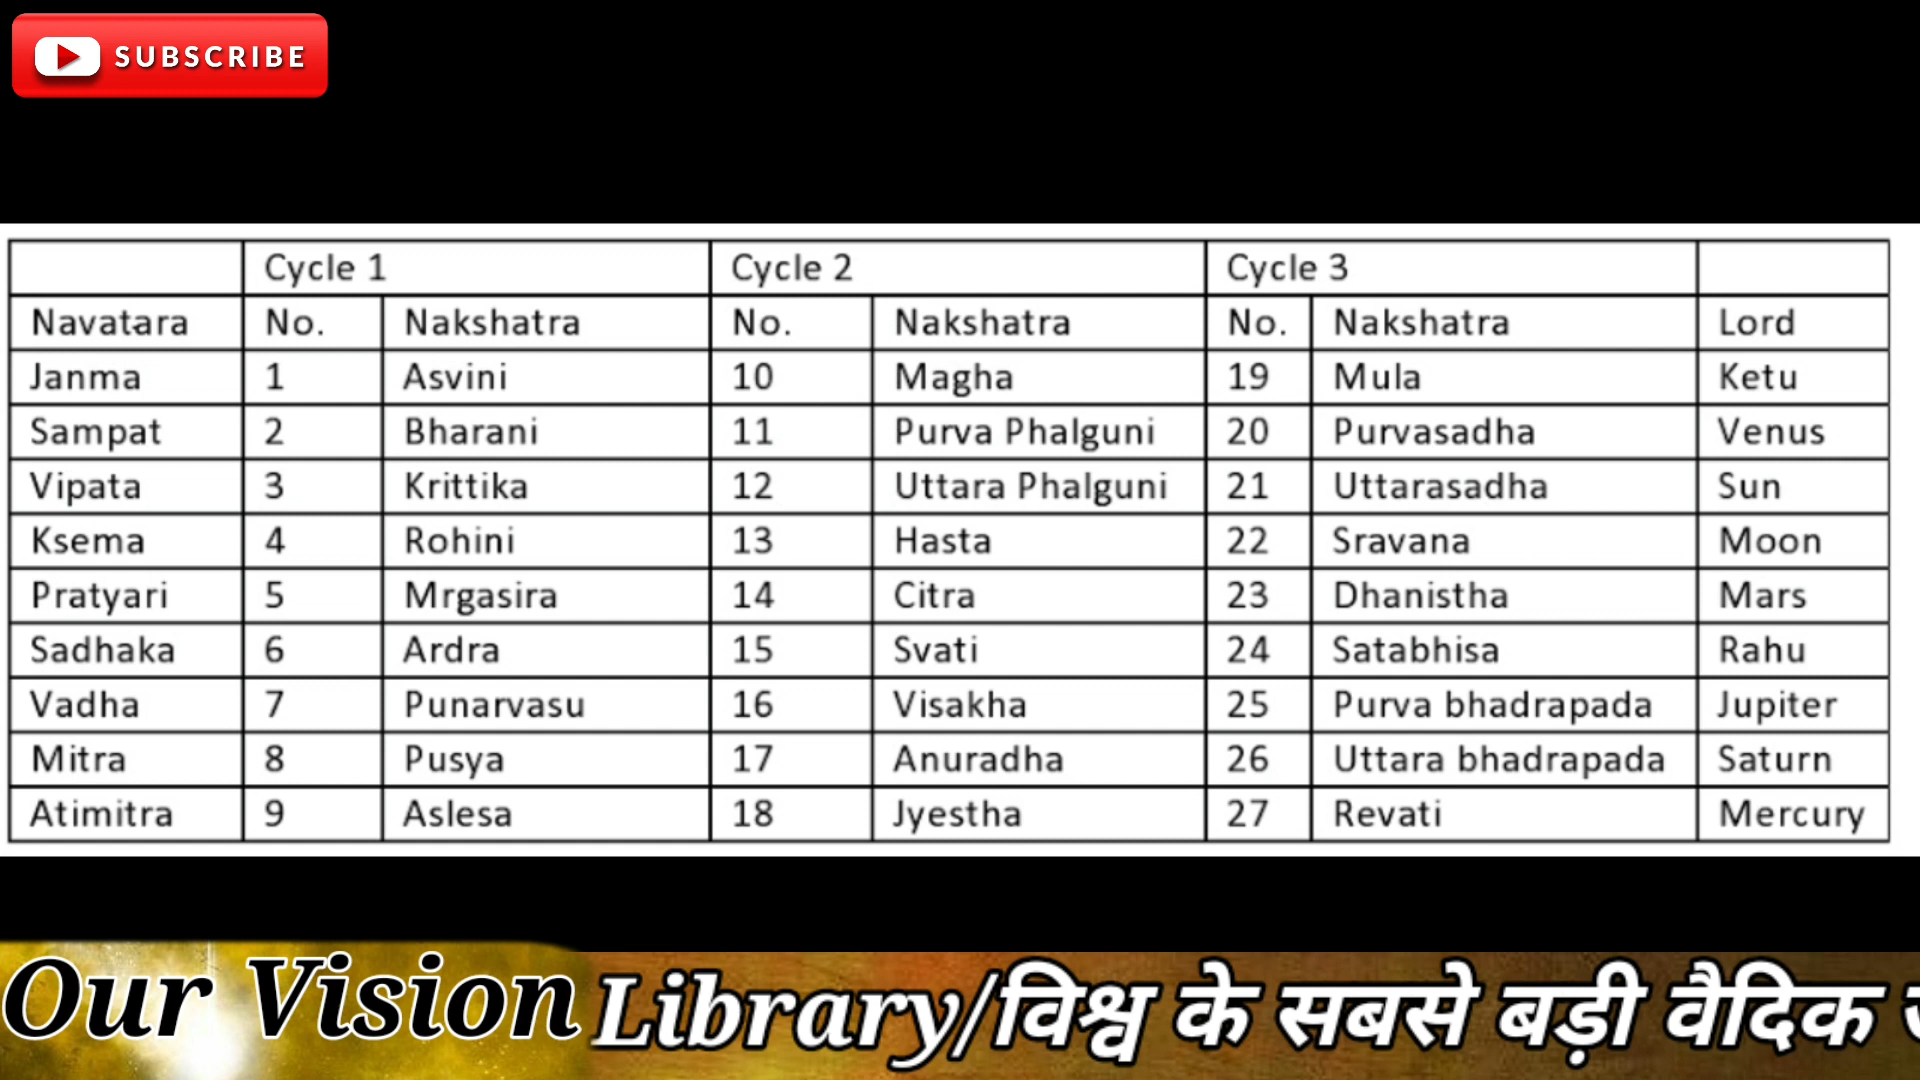 SUBSCRIBE
Cycle 1 Cycle 2 Cycle 3
Navatara No. Nakshatra No. Nakshatra No. Nakshatra Lord
Janma 1 Asvini 10 Magha 19 Mula Ketu
Sampat 2 Bharani 11 Purva Phalguni 20 Purvasadha Venus
Vipata 3 Krittika 12 Uttara Phalguni 21 Uttarasadha Sun
Ksema 4 Rohini 13 Hasta 22 Sravana Moon
Pratyari 5 Mrgasira 14 Citra 23 Dhanistha Mars
Sadhaka 6 Ardra 15 Svati 24 Satabhisa Rahu
Vadha 7 Punarvasu 16 Visakha 25 Purva bhadrapada Jupiter
Mitra 8 Pusya 17 Anuradha 26 Uttara bhadrapada Saturn
Atimitra 9 Aslesa 18 Jyestha 27 Revati Mercury
Our Vision Library/विश्व के सबसे बड़ी वैदिक